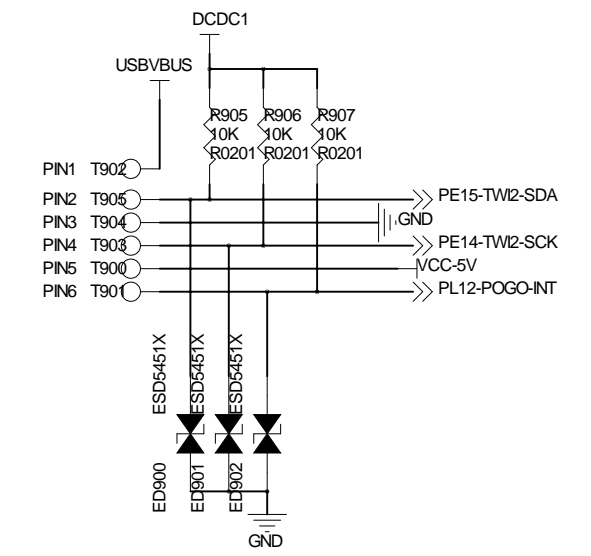 DCDC1
USBVBUS
R905 R906 R907
10K 10K 10K
R0201 R0201 R0201
PIN1 T902
PIN2 T905 PE15-TWI2-SDA
PIN3 T904 GND
PIN4 T903 PE14-TWI2-SCK
PIN5 T900 VCC-5V
PIN6 T901 PL12-POGO-INT
ESD5451X ESD5451X ESD5451X
ED900 ED901 ED902
GND